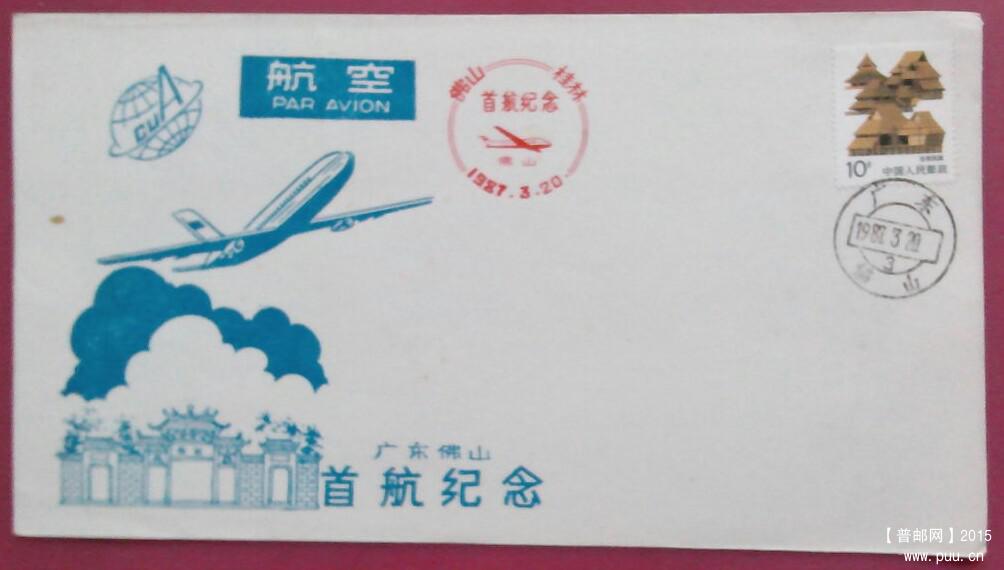 CUA
航空
PAR AVION
佛山 桂林
首航纪念
佛山
1987.3.20.
10分
中国人民邮政
广东
1987.3.20
3
佛山
广东佛山
首航纪念
【普邮网】2015
www.puu.cn